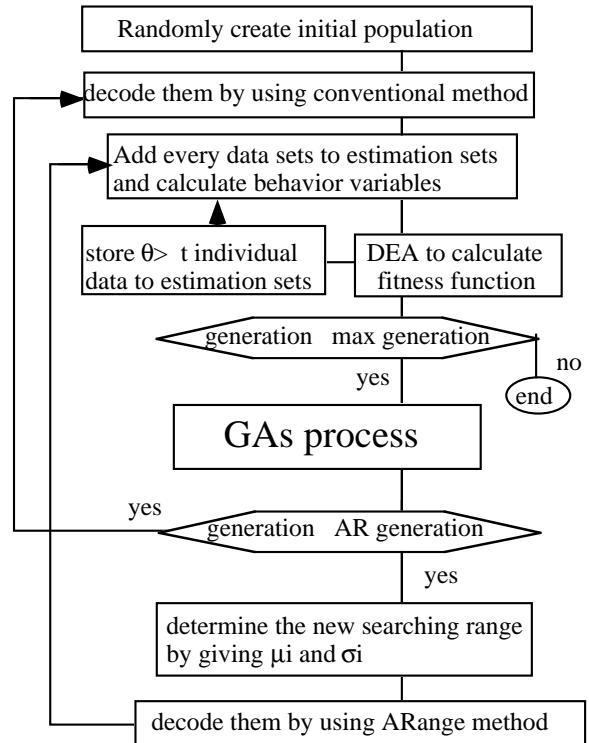 Randomly create initial population
decode them by using conventional method
Add every data sets to estimation sets
and calculate behavior variables
store θ> t individual
data to estimation sets
DEA to calculate
fitness function
generation max generation
no
yes
end
GAs process
yes
generation AR generation
yes
determine the new searching range
by giving μi and σi
decode them by using ARange method